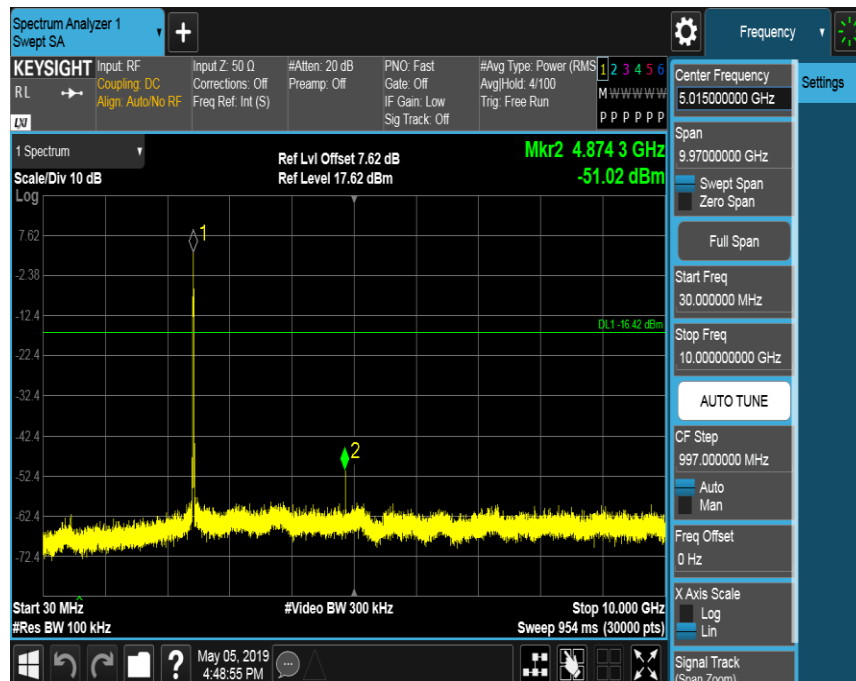 Spectrum Analyzer 1
Swept SA
+
Frequency
KEYSIGHT
R L
LXI
Input: RF
Coupling: DC
Align: Auto/No RF
Input Z: 50 Ω
Corrections: Off
Freq Ref: Int (S)
#Atten: 20 dB
Preamp: Off
PNO: Fast
Gate: Off
IF Gain: Low
Sig Track: Off
#Avg Type: Power (RMS
Avg|Hold: 4/100
Trig: Free Run
1 2 3 4 5 6
M W W W W W
P P P P P P
Center Frequency
5.015000000 GHz
Settings
1 Spectrum
Scale/Div 10 dB
Ref Lvl Offset 7.62 dB
Ref Level 17.62 dBm
Mkr2 4.874 3 GHz
-51.02 dBm
Log
7.62
-2.38
-12.4
-22.4
-32.4
-42.4
-52.4
-62.4
-72.4
1
DL1 -16.42 dBm
2
Start 30 MHz
#Res BW 100 kHz
#Video BW 300 kHz
Stop 10.000 GHz
Sweep 954 ms (30000 pts)
Span
9.97000000 GHz
Swept Span
Zero Span
Full Span
Start Freq
30.000000 MHz
Stop Freq
10.000000000 GHz
AUTO TUNE
CF Step
997.000000 MHz
Auto
Man
Freq Offset
0 Hz
X Axis Scale
Log
Lin
Signal Track
(Span Zoom)
?
May 05, 2019
4:48:55 PM